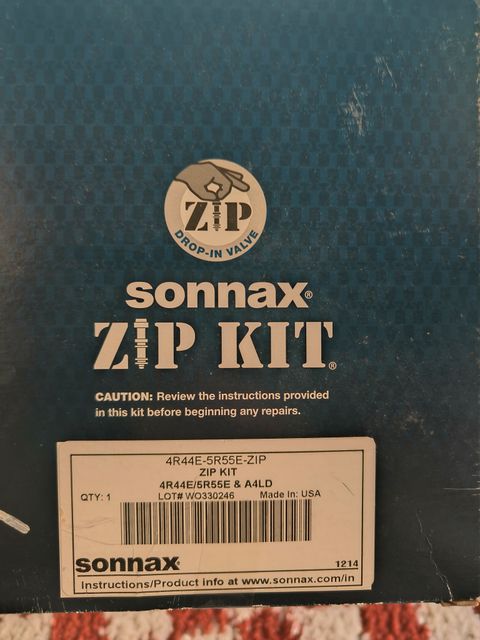 ZIP
DROP-IN VALVE
sonnax®
ZIP KIT®
CAUTION: Review the instructions provided
in this kit before beginning any repairs.
4R44E-5R55E-ZIP
ZIP KIT
4R44E/5R55E & A4LD
QTY: 1 LOT# WO330246 Made In: USA
sonnax® 1214
Instructions/Product info at www.sonnax.com/in